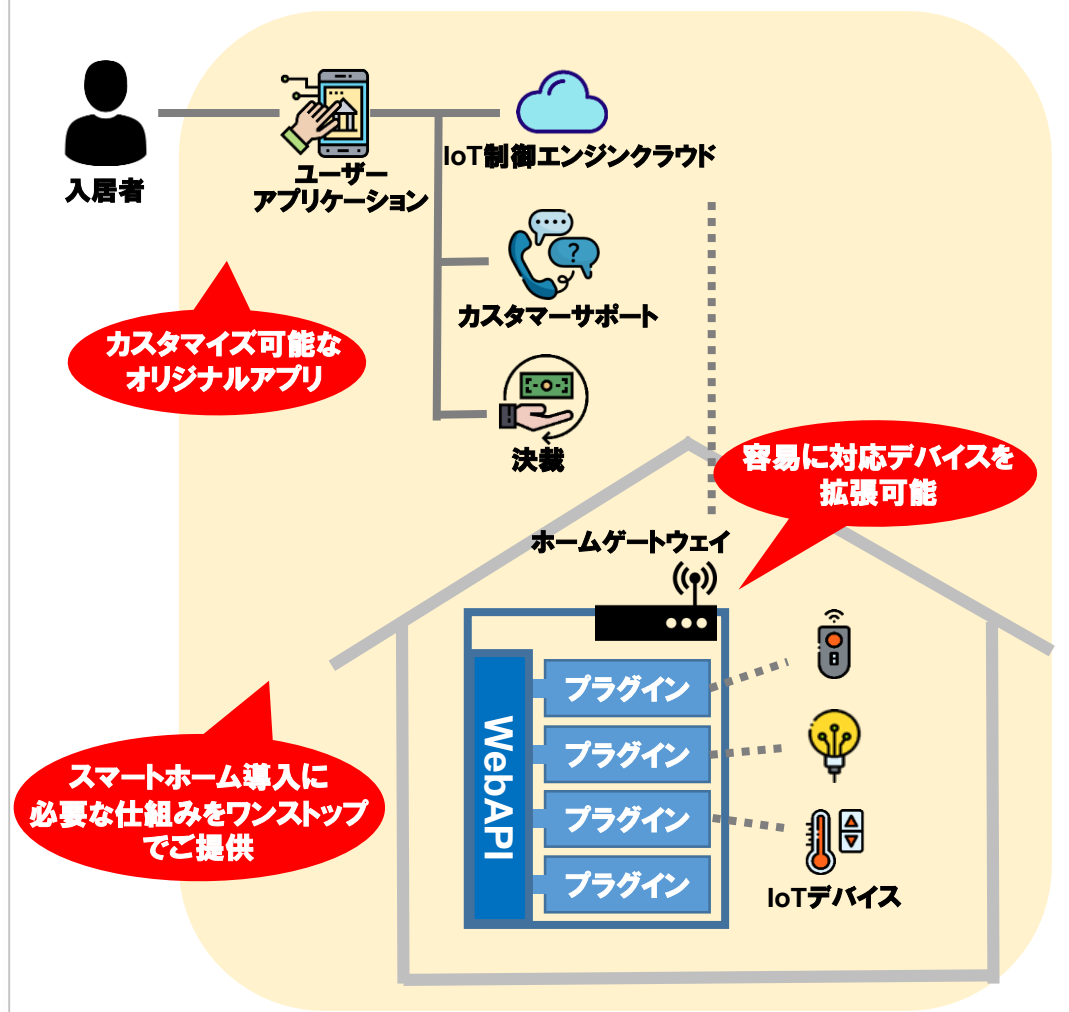 入居者
ユーザー
アプリケーション
IoT制御エンジンクラウド
カスタマーサポート
カスタマイズ可能な
オリジナルアプリ
決裁
容易に対応デバイスを
拡張可能
ホームゲートウェイ
プラグイン
プラグイン
プラグイン
プラグイン
WebAPI
スマートホーム導入に
必要な仕組みをワンストップ
でご提供
IoTデバイス